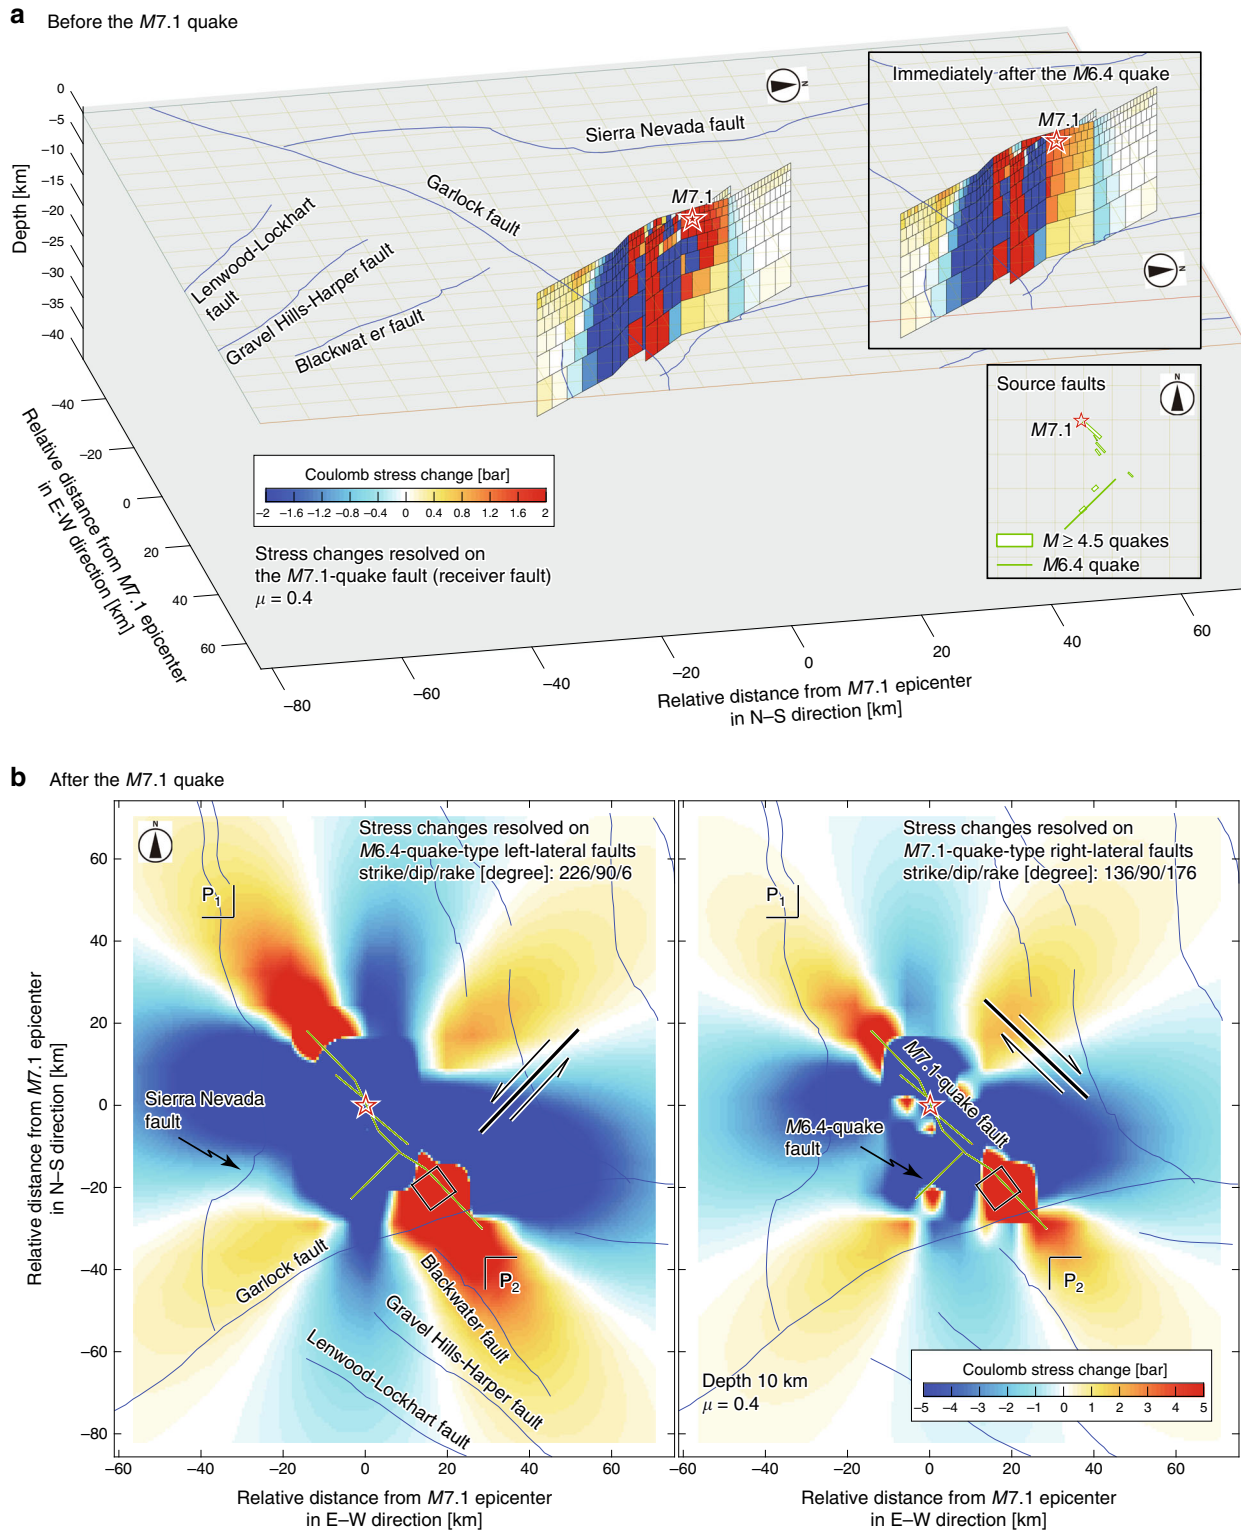 a Before the M7.1 quake
0
−5
−10
−15
−20
−25
−30
−35
−40
Depth [km]
N
Sierra Nevada fault
Garlock fault
Lenwood-Lockhart
fault
Gravel Hills-Harper fault
Blackwat er fault
M7.1
Immediately after the M6.4 quake
M7.1
N
Source faults
N
M7.1
M ≥ 4.5 quakes
M6.4 quake
Coulomb stress change [bar]
−2 −1.6 −1.2 −0.8 −0.4 0 0.4 0.8 1.2 1.6 2
Stress changes resolved on
the M7.1-quake fault (receiver fault)
μ = 0.4
−40
−20
0
20
40
60
Relative distance from M7.1 epicenter
in E-W direction [km]
−80 −60 −40 −20 0 20 40 60
Relative distance from M7.1 epicenter
in N–S direction [km]
b After the M7.1 quake
N
Stress changes resolved on
M6.4-quake-type left-lateral faults
strike/dip/rake [degree]: 226/90/6
P1
Sierra Nevada
fault
Garlock fault
Blackwater fault
Gravel Hills-Harper fault
Lenwood-Lockhart fault
P2
60
40
20
0
−20
−40
−60
−80
Relative distance from M7.1 epicenter
in N–S direction [km]
−60 −40 −20 0 20 40 60
Relative distance from M7.1 epicenter
in E–W direction [km]
Stress changes resolved on
M7.1-quake-type right-lateral faults
strike/dip/rake [degree]: 136/90/176
P1
M7.1-quake fault
M6.4-quake
fault
P2
Depth 10 km
μ = 0.4
Coulomb stress change [bar]
−5 −4 −3 −2 −1 0 1 2 3 4 5
−60 −40 −20 0 20 40 60
Relative distance from M7.1 epicenter
in E–W direction [km]